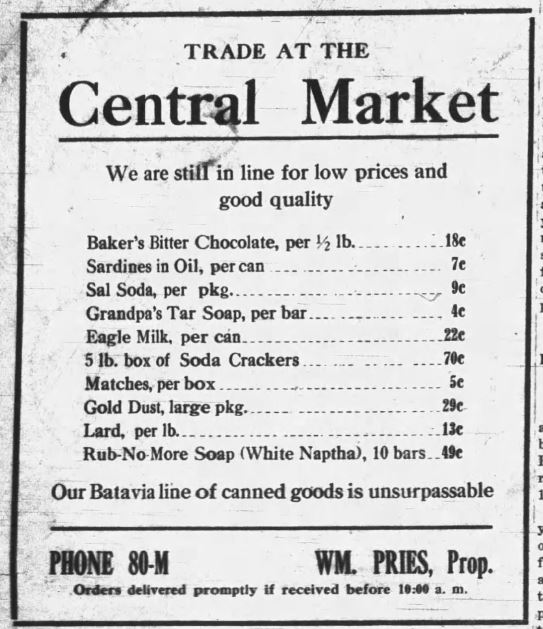 TRADE AT THE
Central Market
We are still in line for low prices and
good quality
Baker's Bitter Chocolate, per ½ lb. 18c
Sardines in Oil, per can 7c
Sal Soda, per pkg. 9c
Grandpa's Tar Soap, per bar 4c
Eagle Milk, per can 22c
5 lb. box of Soda Crackers 70c
Matches, per box 5c
Gold Dust, large pkg. 29c
Lard, per lb. 13c
Rub-No-More Soap (White Naptha), 10 bars 49c
Our Batavia line of canned goods is unsurpassable
PHONE 80-M WM. PRIES, Prop.
Orders delivered promptly if received before 10:00 a. m.